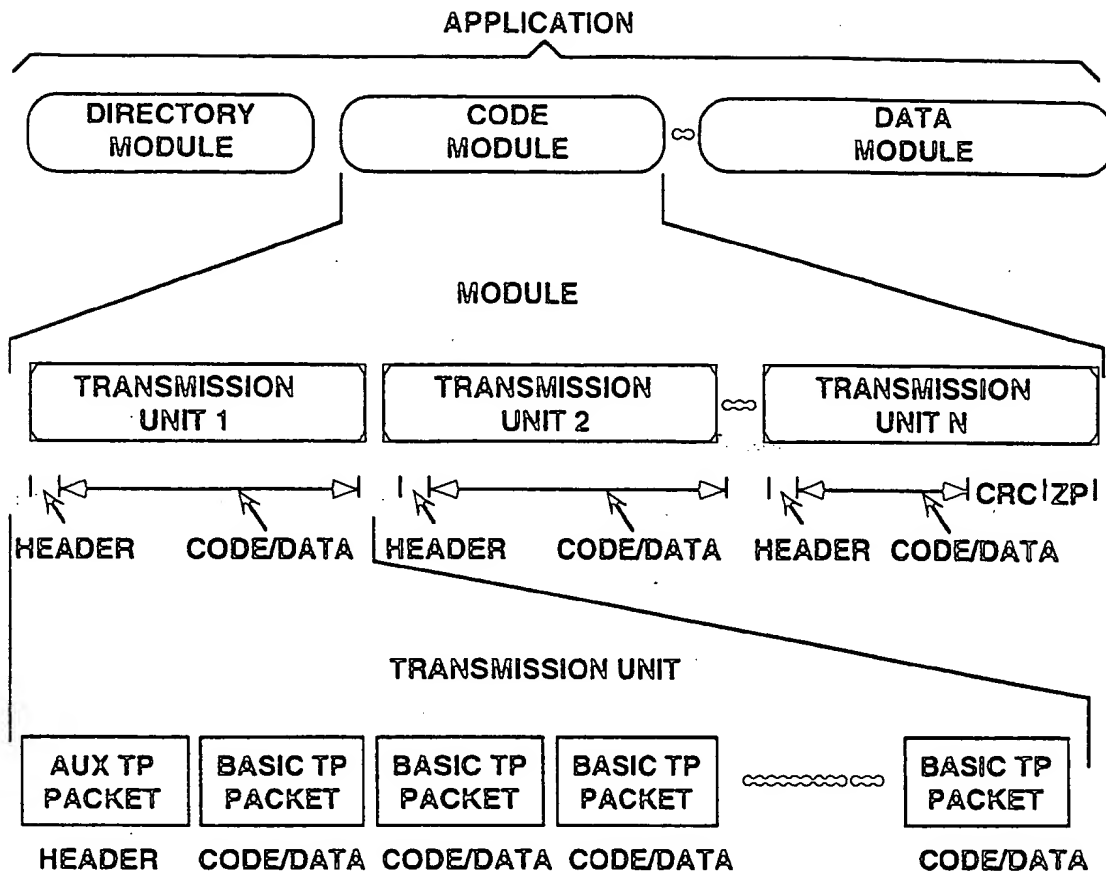 APPLICATION
DIRECTORY MODULE
CODE MODULE
DATA MODULE
MODULE
TRANSMISSION UNIT 1
TRANSMISSION UNIT 2
TRANSMISSION UNIT N
CRC ZP
HEADER CODE/DATA HEADER CODE/DATA HEADER CODE/DATA
TRANSMISSION UNIT
AUX TP PACKET
BASIC TP PACKET
BASIC TP PACKET
BASIC TP PACKET
BASIC TP PACKET
HEADER CODE/DATA CODE/DATA CODE/DATA CODE/DATA